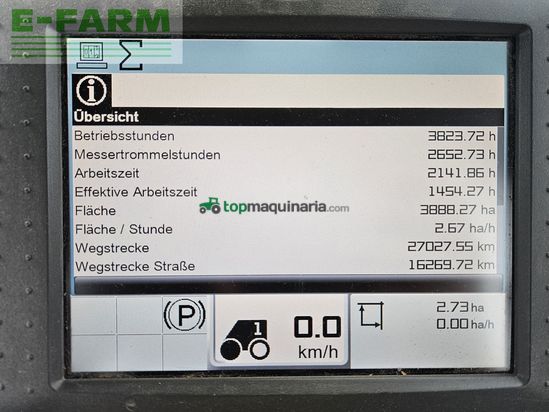 E-FARM
Übersicht
Betriebsstunden 3823.72 h
Messertrommelstunden 2652.73 h
Arbeitszeit 2141.86 h
Effektive Arbeitszeit 1454.27 h
Fläche 3888.27 ha
Fläche / Stunde 2.67 ha/h
Wegstrecke 27027.55 km
Wegstrecke Straße 16269.72 km
topmaquinaria.com
P 1 0.0 km/h
2.73 ha
0.00 ha/h